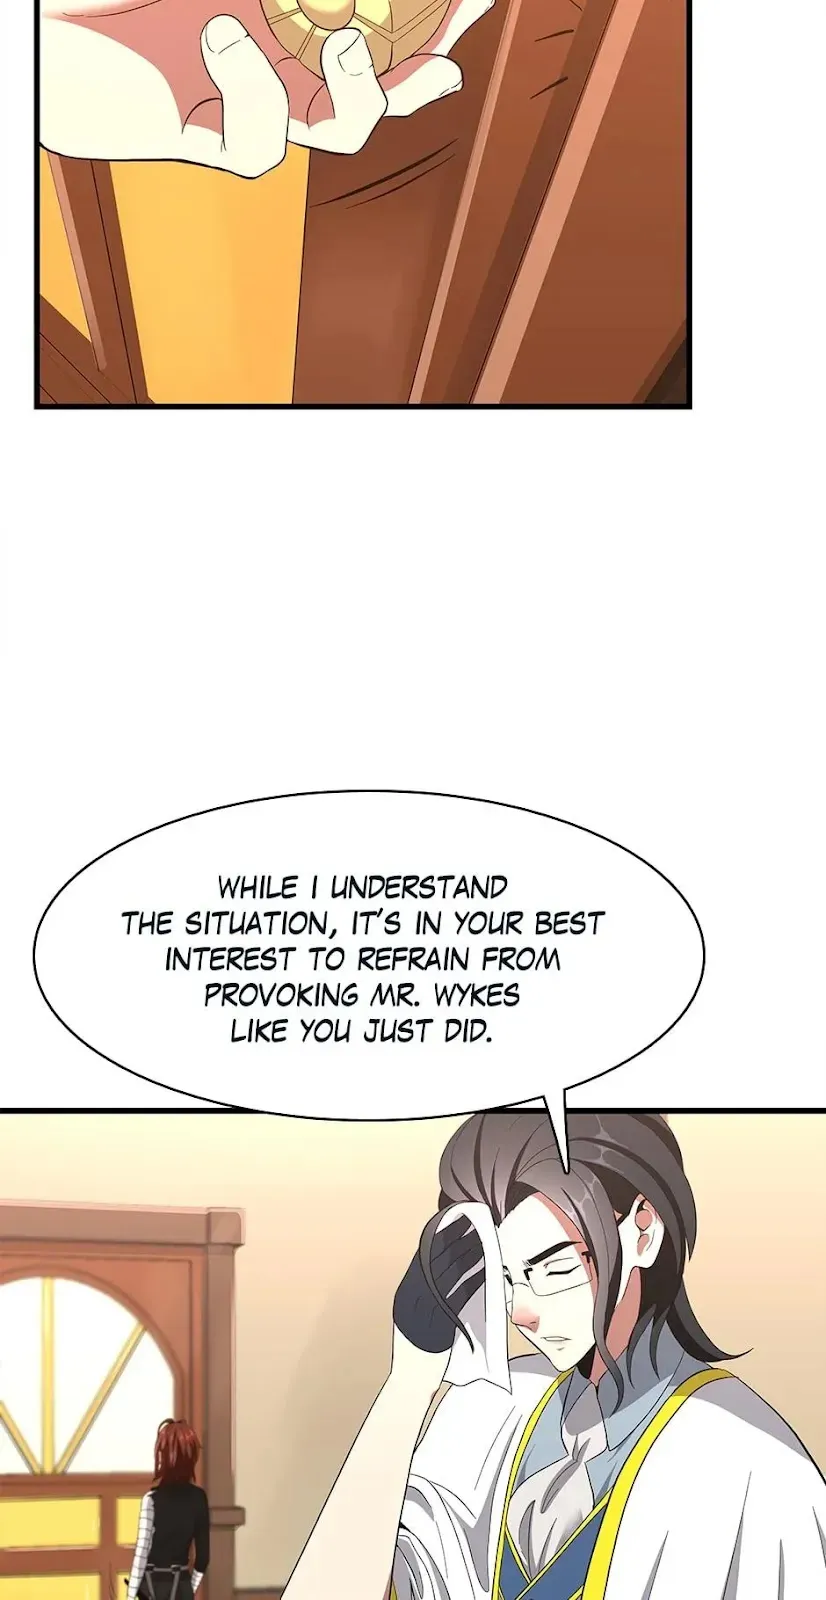 WHILE I UNDERSTAND
THE SITUATION, IT'S IN YOUR BEST
INTEREST TO REFRAIN FROM
PROVOKING MR. WYKES
LIKE YOU JUST DID.